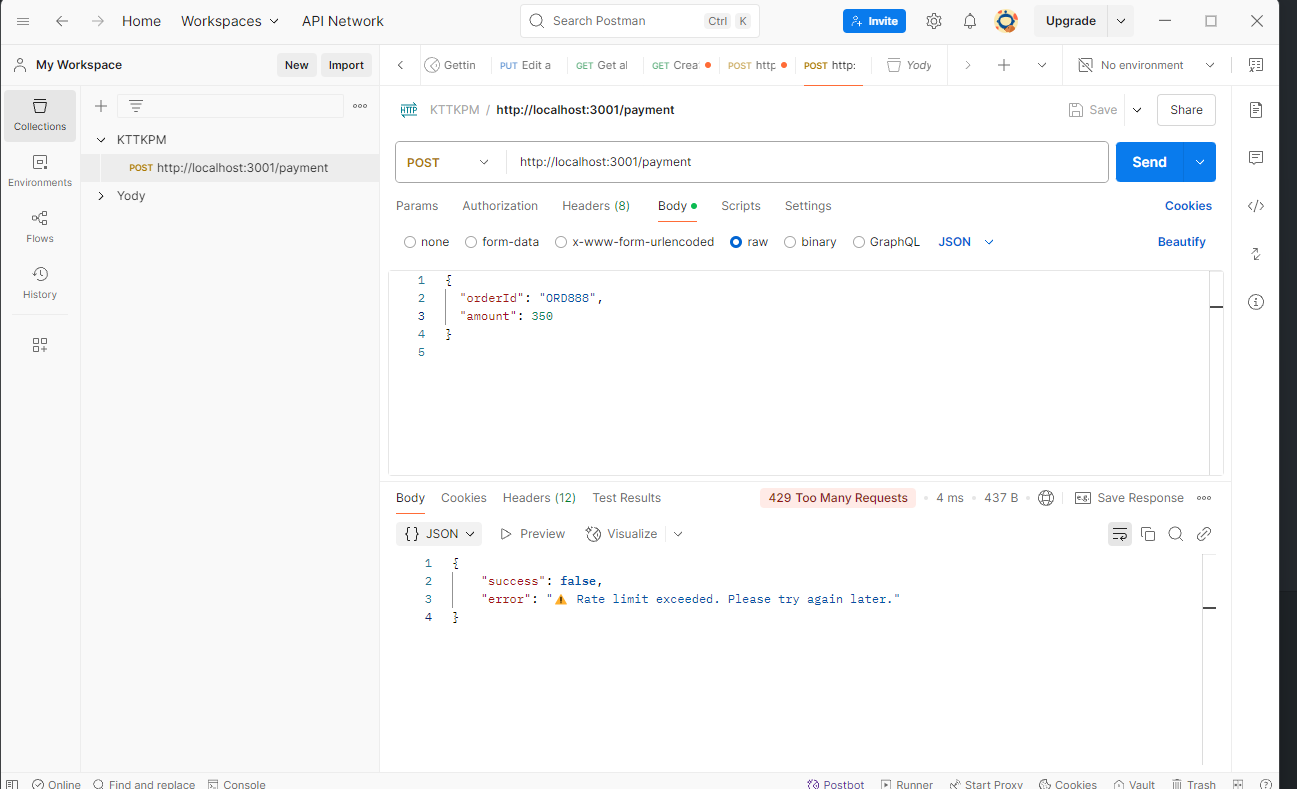 Home Workspaces API Network Search Postman Ctrl K Invite Upgrade
My Workspace New Import Gettin PUT Edit a GET Get al GET Crea POST http POST http: Yody No environment
Collections
Environments
Flows
History
KTTKPM
POST http://localhost:3001/payment
Yody
HTTP KTTKPM / http://localhost:3001/payment Save Share
POST http://localhost:3001/payment Send
Params Authorization Headers (8) Body Scripts Settings Cookies
none form-data x-www-form-urlencoded raw binary GraphQL JSON Beautify
1 {
2 "orderId": "ORD888",
3 "amount": 350
4 }
5
Body Cookies Headers (12) Test Results 429 Too Many Requests • 4 ms • 437 B • e.g. Save Response
{} JSON Preview Visualize
1 {
2 "success": false,
3 "error": "⚠️ Rate limit exceeded. Please try again later."
4 }
Online Find and replace Console Postbot Runner Start Proxy Cookies Vault Trash